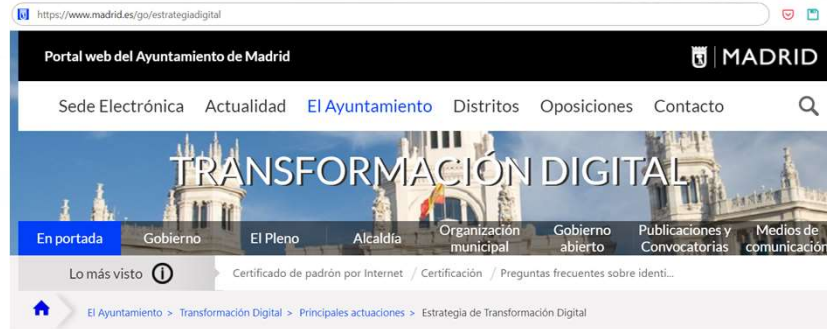 https://www.madrid.es/go/estrategiadigital
Portal web del Ayuntamiento de Madrid
MADRID
Sede Electrónica Actualidad El Ayuntamiento Distritos Oposiciones Contacto
TRANSFORMACIÓN DIGITAL
En portada Gobierno El Pleno Alcaldía Organización municipal Gobierno abierto Publicaciones y Convocatorias Medios de comunicación
Lo más visto Certificado de padrón por Internet / Certificación / Preguntas frecuentes sobre identi...
El Ayuntamiento > Transformación Digital > Principales actuaciones > Estrategia de Transformación Digital